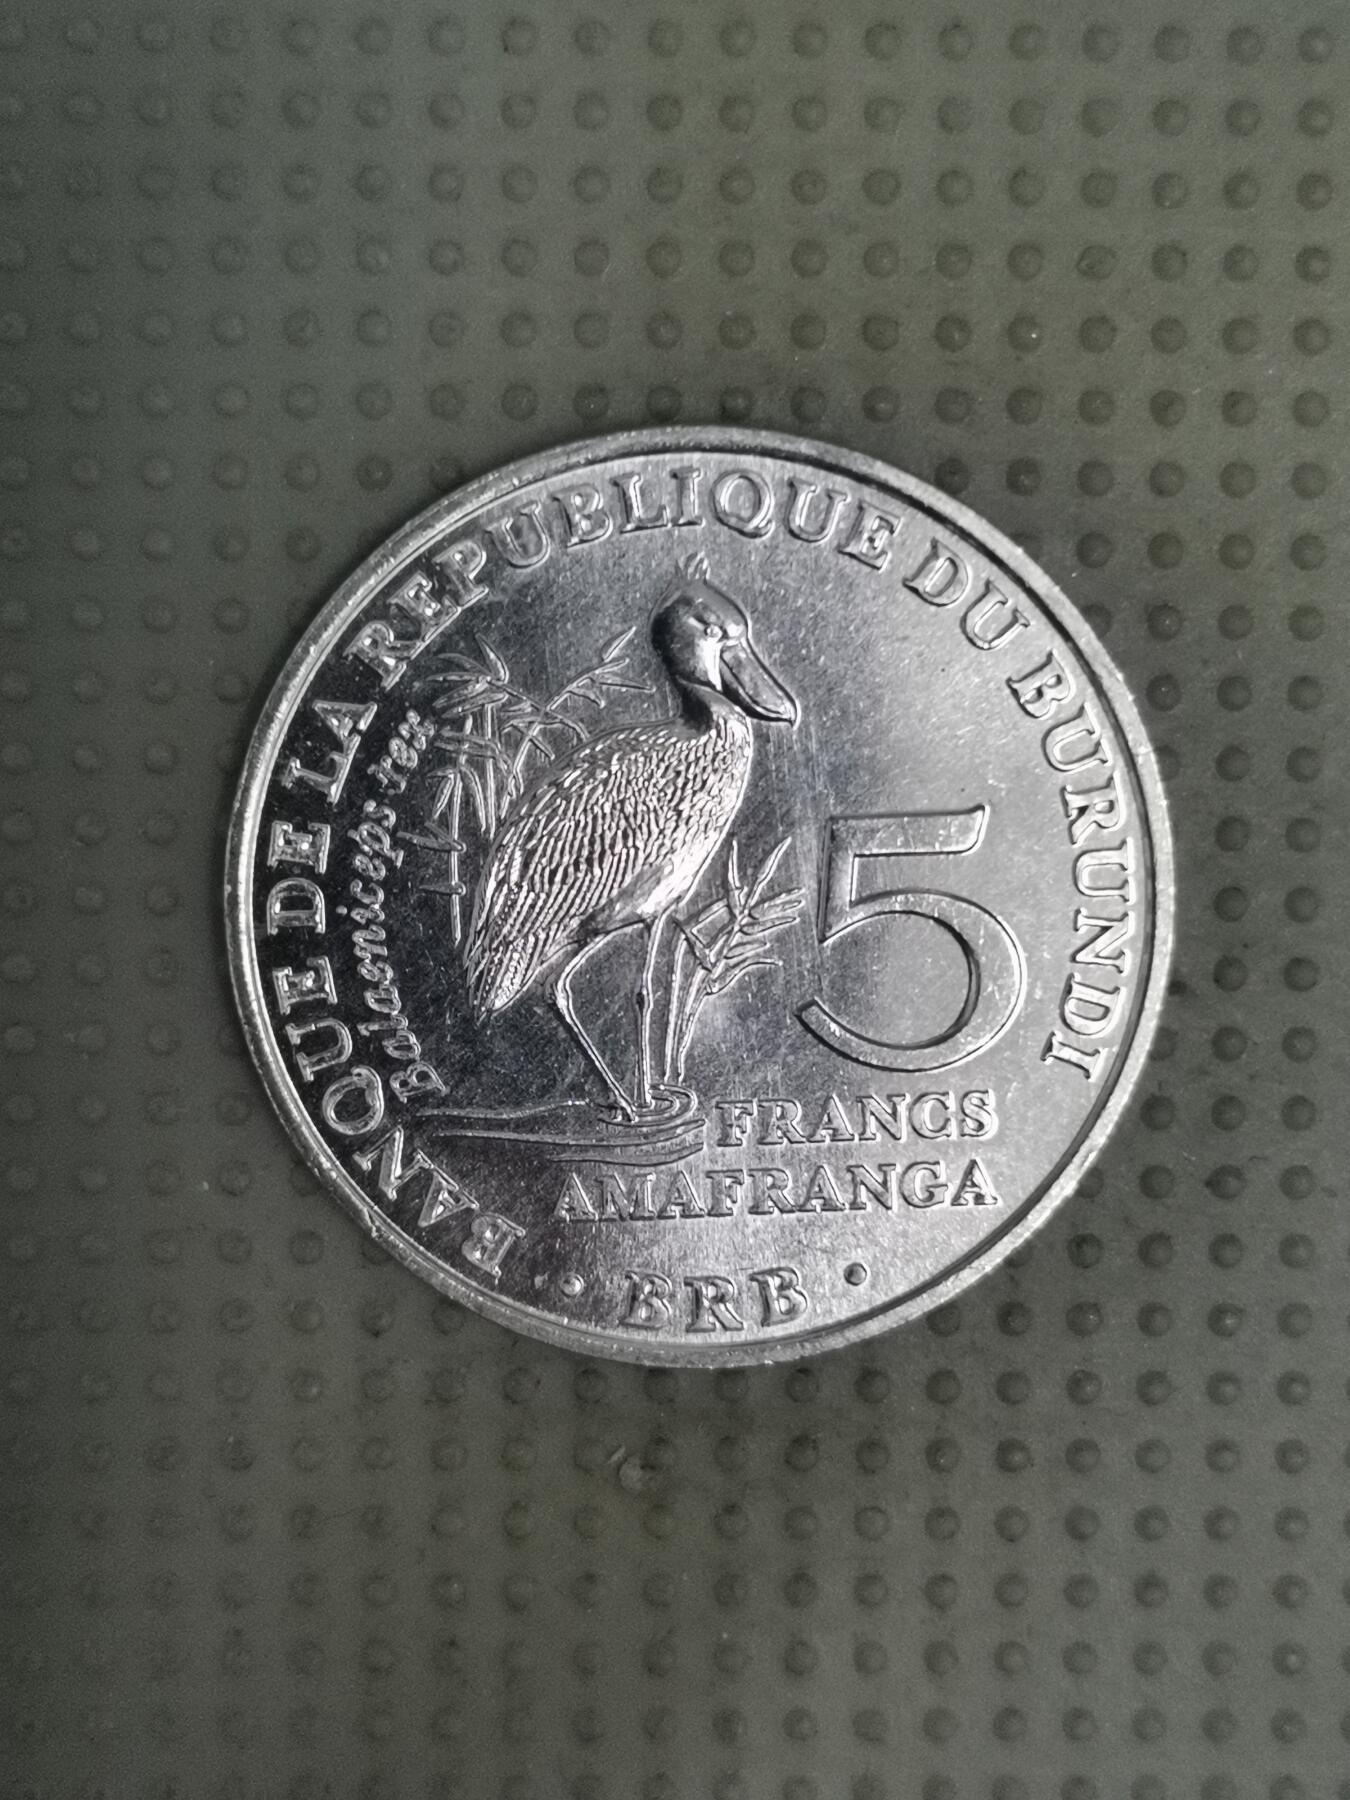 BANQUE DE LA REPUBLIQUE DU BURUNDI
Balaeniceps rex
5
FRANCS
AMAFRANGA
• BRB •